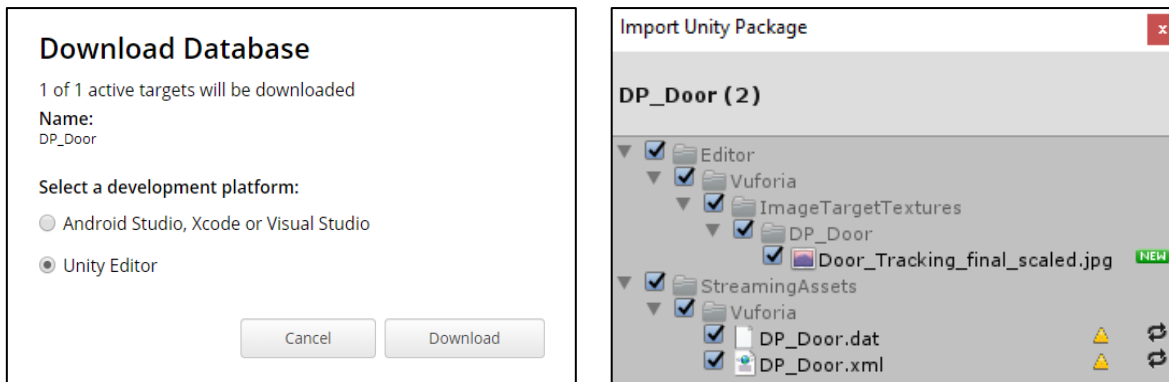 Download Database
1 of 1 active targets will be downloaded
Name:
DP_Door
Select a development platform:
Android Studio, Xcode or Visual Studio
Unity Editor
Cancel Download
Import Unity Package x
DP_Door (2)
Editor
Vuforia
ImageTargetTextures
DP_Door
Door_Tracking_final_scaled.jpg NEW
StreamingAssets
Vuforia
DP_Door.dat
DP_Door.xml